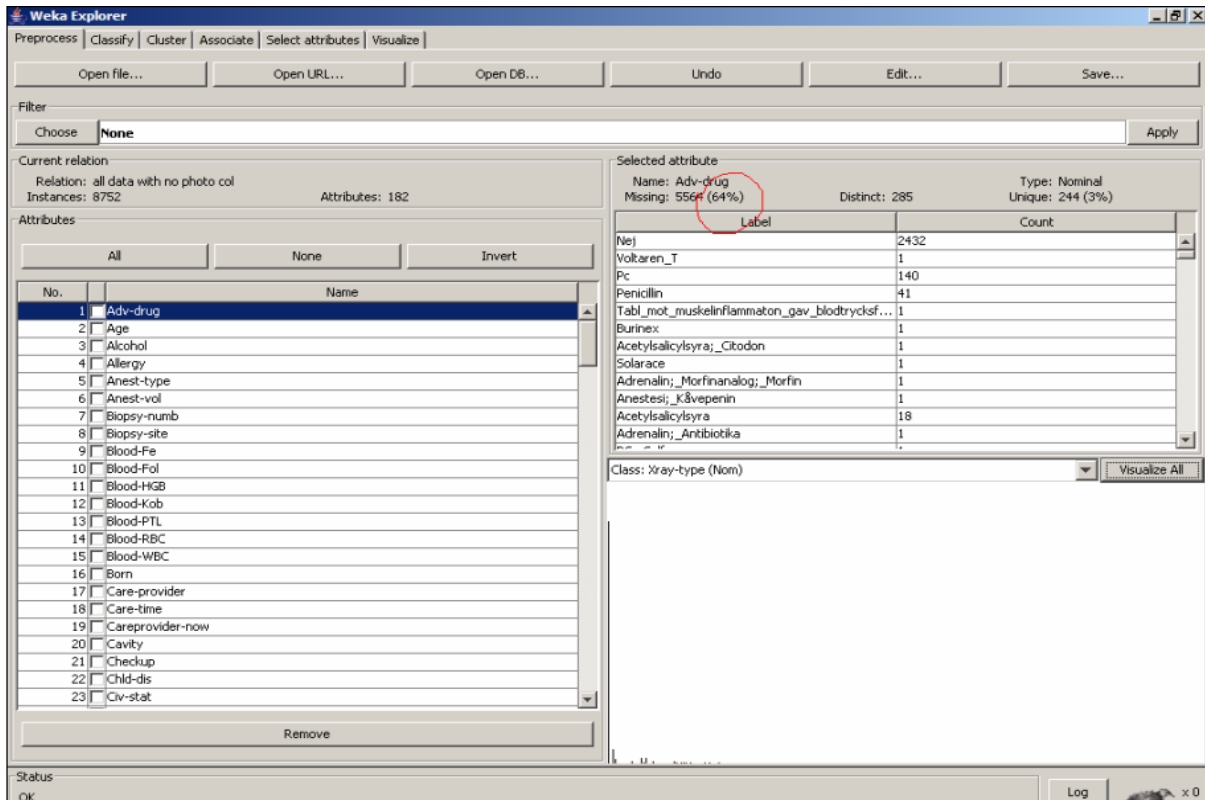 Weka Explorer
Preprocess Classify Cluster Associate Select attributes Visualize
Open file... Open URL... Open DB... Undo Edit... Save...
Filter
Choose None Apply
Current relation
Relation: all data with no photo col
Instances: 8752 Attributes: 182
Attributes
All None Invert
No. Name
1 Adv-drug
2 Age
3 Alcohol
4 Allergy
5 Anest-type
6 Anest-vol
7 Biopsy-numb
8 Biopsy-site
9 Blood-Fe
10 Blood-Fol
11 Blood-HGB
12 Blood-Kob
13 Blood-PTL
14 Blood-RBC
15 Blood-WBC
16 Born
17 Care-provider
18 Care-time
19 Careprovider-now
20 Cavity
21 Checkup
22 Chld-dis
23 Civ-stat
Remove
Selected attribute
Name: Adv-drug Type: Nominal
Missing: 5564 (64%) Distinct: 285 Unique: 244 (3%)
Label Count
Nej 2432
Voltaren_T 1
Pc 140
Penicillin 41
Tabl_mot_muskelinflammaton_gav_blodtrycksf... 1
Burinex 1
Acetylsalicylsyra;_Citodon 1
Solarace 1
Adrenalin;_Morfinanalog;_Morfin 1
Anestesi;_Kåvepenin 1
Acetylsalicylsyra 18
Adrenalin;_Antibiotika 1
Class: Xray-type (Nom) Visualize All
Status
OK
Log x 0